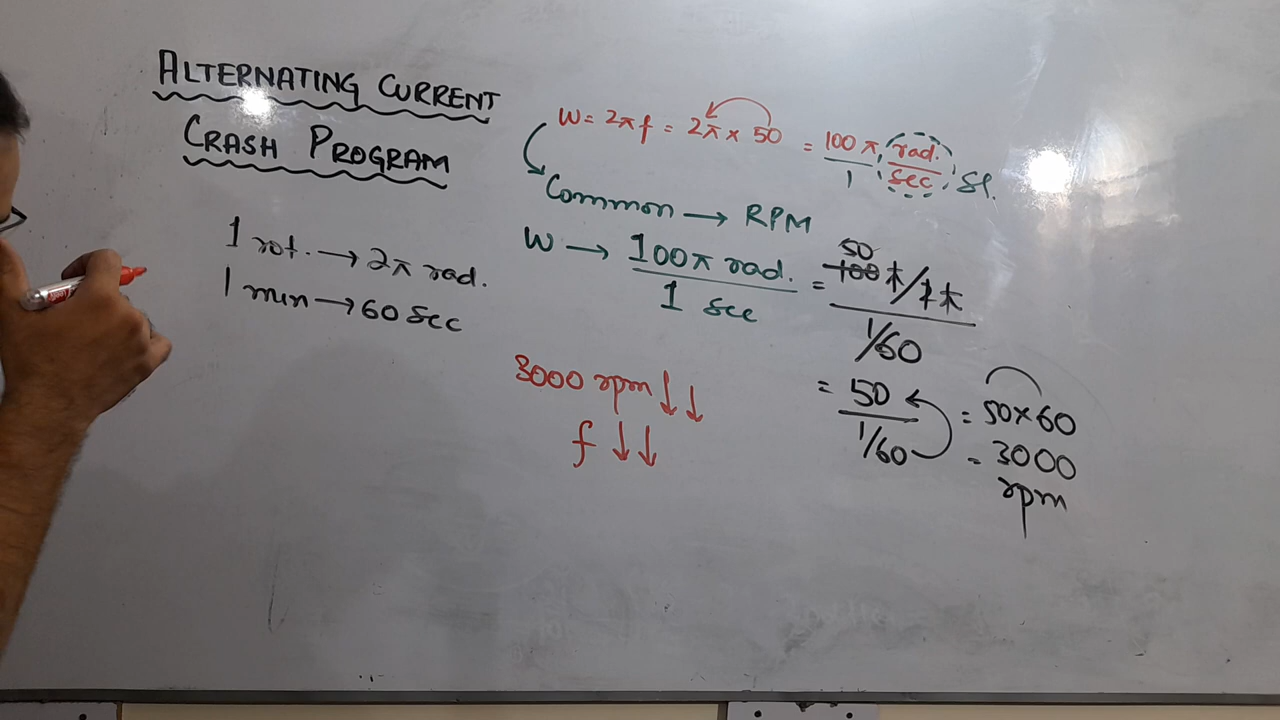 ALTERNATING CURRENT
CRASH PROGRAM
1 rot. → 2π rad.
1 min → 60 Sec
W = 2πf = 2π × 50 = 100π/1 rad./sec SI.
Common → RPM
W → 100π rad./1 Sec = 50 100π/2π / 1/60
= 50 / 1/60 = 50×60
= 3000
rpm
3000 rpm ↓↓
f ↓↓